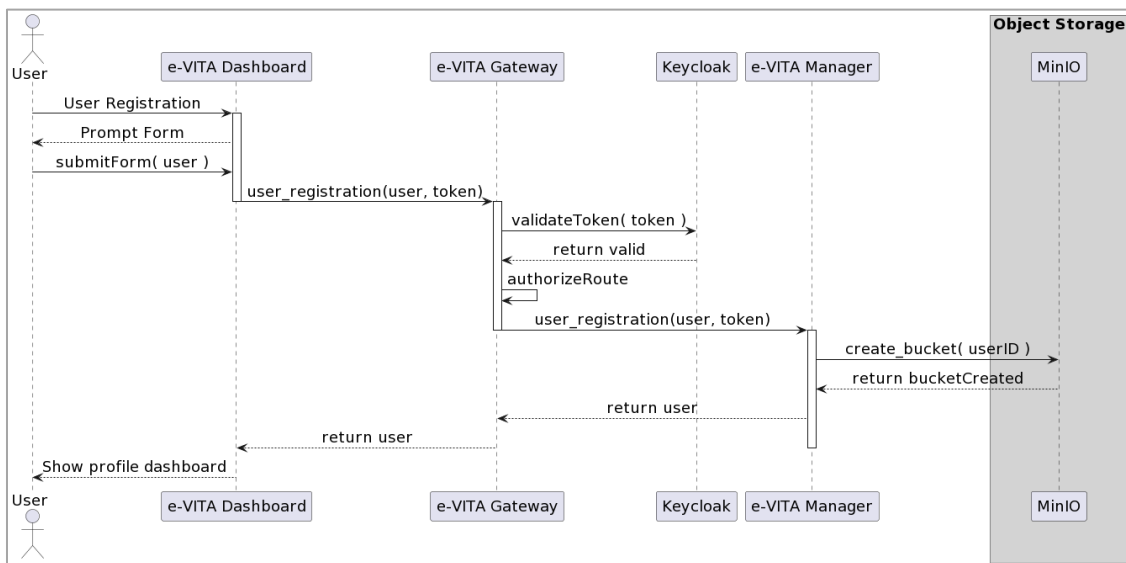 Object Storage
User
e-VITA Dashboard
e-VITA Gateway
Keycloak
e-VITA Manager
MinIO
User Registration
Prompt Form
submitForm( user )
user_registration(user, token)
validateToken( token )
return valid
authorizeRoute
user_registration(user, token)
create_bucket( userID )
return bucketCreated
return user
return user
Show profile dashboard
User
e-VITA Dashboard
e-VITA Gateway
Keycloak
e-VITA Manager
MinIO